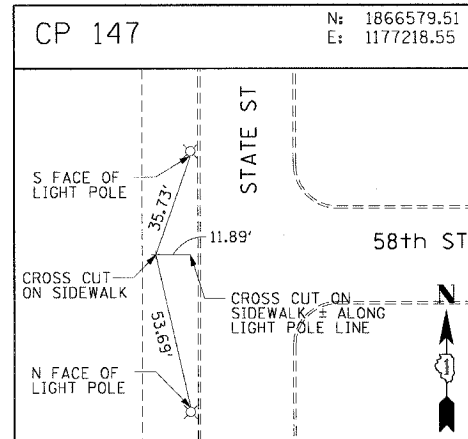 CP 147
N: 1866579.51
E: 1177218.55
STATE ST
S FACE OF
LIGHT POLE
35.73'
11.89'
58th ST
CROSS CUT
ON SIDEWALK
CROSS CUT ON
SIDEWALK ± ALONG
LIGHT POLE LINE
53.69'
N FACE OF
LIGHT POLE
N